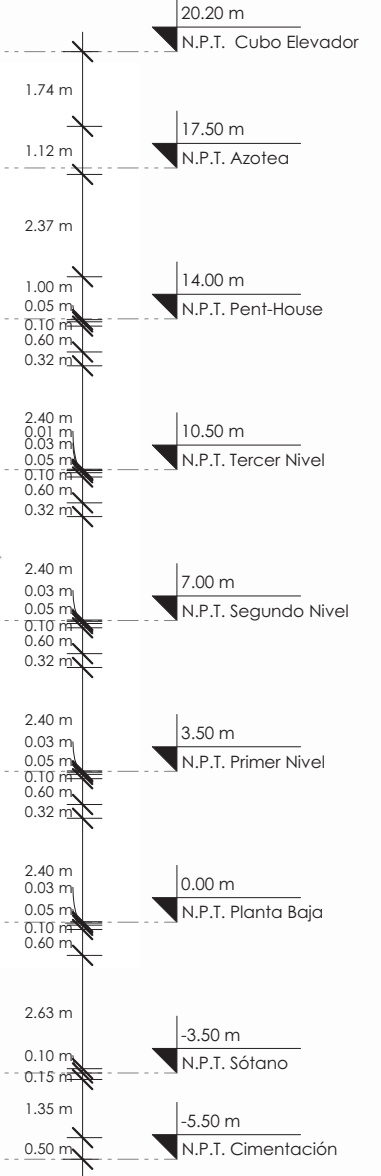 20.20 m
N.P.T. Cubo Elevador
1.74 m
17.50 m
1.12 m
N.P.T. Azotea
2.37 m
14.00 m
1.00 m
0.05 m
N.P.T. Pent-House
0.10 m
0.60 m
0.32 m
2.40 m
0.01 m
10.50 m
0.03 m
0.05 m
N.P.T. Tercer Nivel
0.10 m
0.60 m
0.32 m
2.40 m
0.03 m
7.00 m
0.05 m
N.P.T. Segundo Nivel
0.10 m
0.60 m
0.32 m
2.40 m
0.03 m
3.50 m
0.05 m
N.P.T. Primer Nivel
0.10 m
0.60 m
0.32 m
2.40 m
0.03 m
0.00 m
0.05 m
N.P.T. Planta Baja
0.10 m
0.60 m
2.63 m
-3.50 m
0.10 m
N.P.T. Sótano
0.15 m
1.35 m
-5.50 m
0.50 m
N.P.T. Cimentación